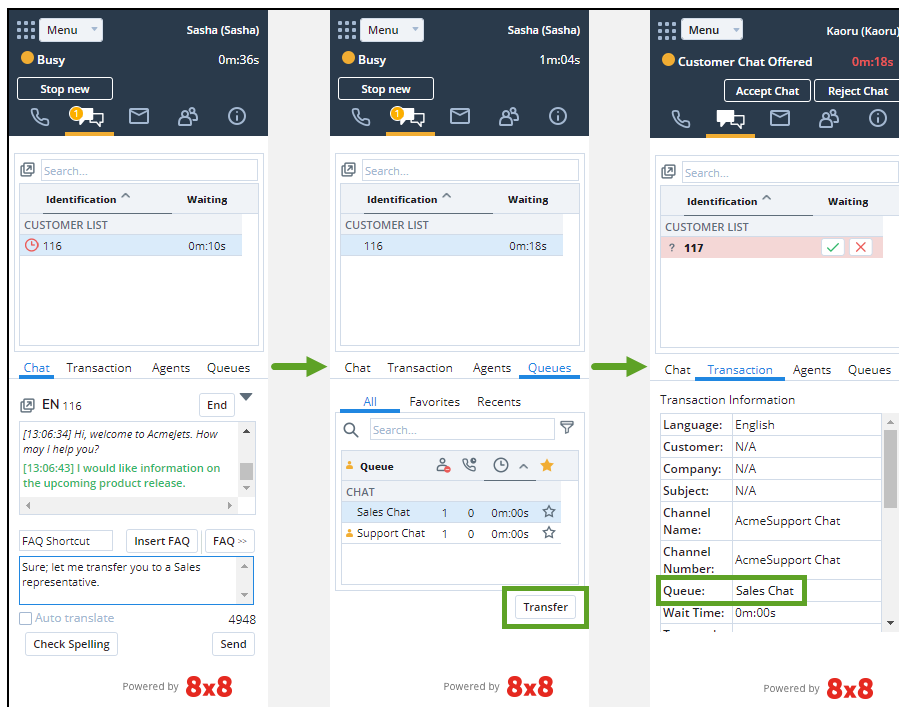 Menu
Sasha (Sasha)
Busy
0m:36s
Stop new
1
Search...
Identification
Waiting
CUSTOMER LIST
116
0m:10s
Chat
Transaction
Agents
Queues
EN 116
End
[13:06:34] Hi, welcome to AcmeJets. How
may I help you?
[13:06:43] I would like information on
the upcoming product release.
FAQ Shortcut
Insert FAQ
FAQ >>
Sure; let me transfer you to a Sales
representative.
Auto translate
4948
Check Spelling
Send
Powered by 8x8
Menu
Sasha (Sasha)
Busy
1m:04s
Stop new
1
Search...
Identification
Waiting
CUSTOMER LIST
116
0m:18s
Chat
Transaction
Agents
Queues
All
Favorites
Recents
Search...
Queue
CHAT
Sales Chat 1 0 0m:00s
Support Chat 1 0 0m:00s
Transfer
Powered by 8x8
Menu
Kaoru (Kaoru)
Customer Chat Offered
0m:18s
Accept Chat
Reject Chat
Search...
Identification
Waiting
CUSTOMER LIST
? 117
Chat
Transaction
Agents
Queues
Transaction Information
Language: English
Customer: N/A
Company: N/A
Subject: N/A
Channel
Name:
AcmeSupport Chat
Channel
Number:
AcmeSupport Chat
Queue: Sales Chat
Wait Time: 0m:00s
Powered by 8x8